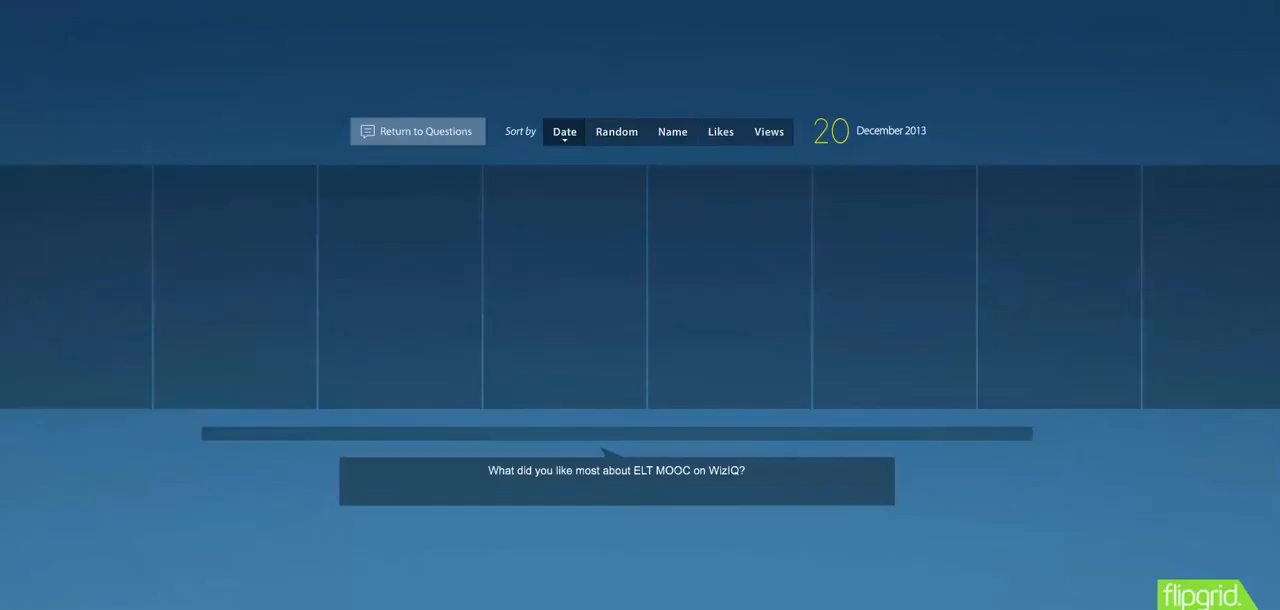 Return to Questions Sort by Date Random Name Likes Views 20 December 2013
What did you like most about ELT MOOC on WizIQ?
flipgrid.